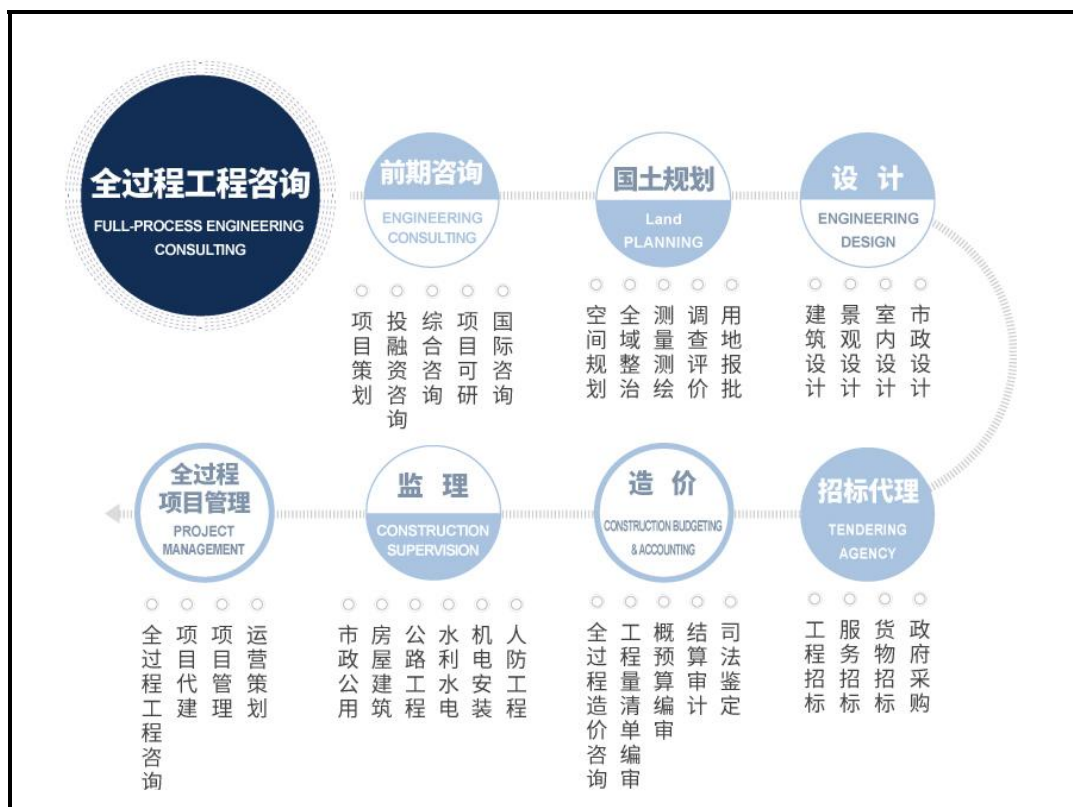 全过程工程咨询
FULL-PROCESS ENGINEERING
CONSULTING
前期咨询
ENGINEERING
CONSULTING
项目策划
投融资咨询
综合咨询
项目可研
国际咨询
国土规划
Land
PLANNING
空间规划
全域整治
测量测绘
调查评价
用地报批
设 计
ENGINEERING
DESIGN
建筑设计
景观设计
室内设计
市政设计
招标代理
TENDERING
AGENCY
工程招标
服务招标
货物招标
政府采购
造 价
CONSTRUCTION BUDGETING
& ACCOUNTING
全过程造价咨询
工程量清单编审
概预算编审
结算审计
司法鉴定
监 理
CONSTRUCTION
SUPERVISION
市政公用
房屋建筑
公路工程
水利水电
机电安装
人防工程
全过程
项目管理
PROJECT
MANAGEMENT
全过程工程咨询
项目代建
项目管理
运营策划